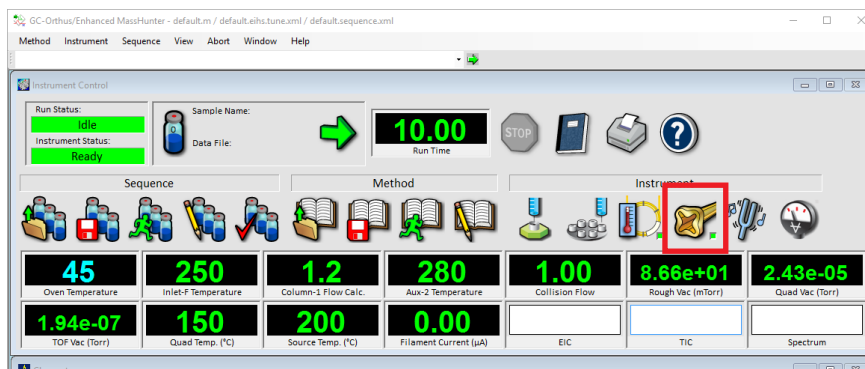 GC-Orthus/Enhanced MassHunter - default.m / default.eihs.tune.xml / default.sequence.xml
Method Instrument Sequence View Abort Window Help
Instrument Control
Run Status:
Idle
Instrument Status:
Ready
Sample Name:
Data File:
10.00
Run Time
STOP
Sequence Method Instrument
45 250 1.2 280 1.00 8.66e+01 2.43e-05
Oven Temperature Inlet-F Temperature Column-1 Flow Calc. Aux-2 Temperature Collision Flow Rough Vac (mTorr) Quad Vac (Torr)
1.94e-07 150 200 0.00
TOF Vac (Torr) Quad Temp. (°C) Source Temp. (°C) Filament Current (µA) EIC TIC Spectrum